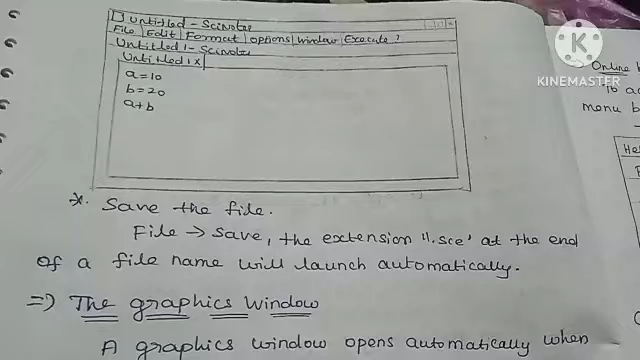 Untitled - SciNotes
File Edit Format options window Execute ?
Untitled 1 - SciNotes
Untitled 1 X
a = 10
b = 20
a+b
* Save the file.
File → save, the extension ".sce' at the end
of a file name will launch automatically.
=) The graphics window
A graphics window opens automatically when
KINEMASTER
Online
To a
menu b